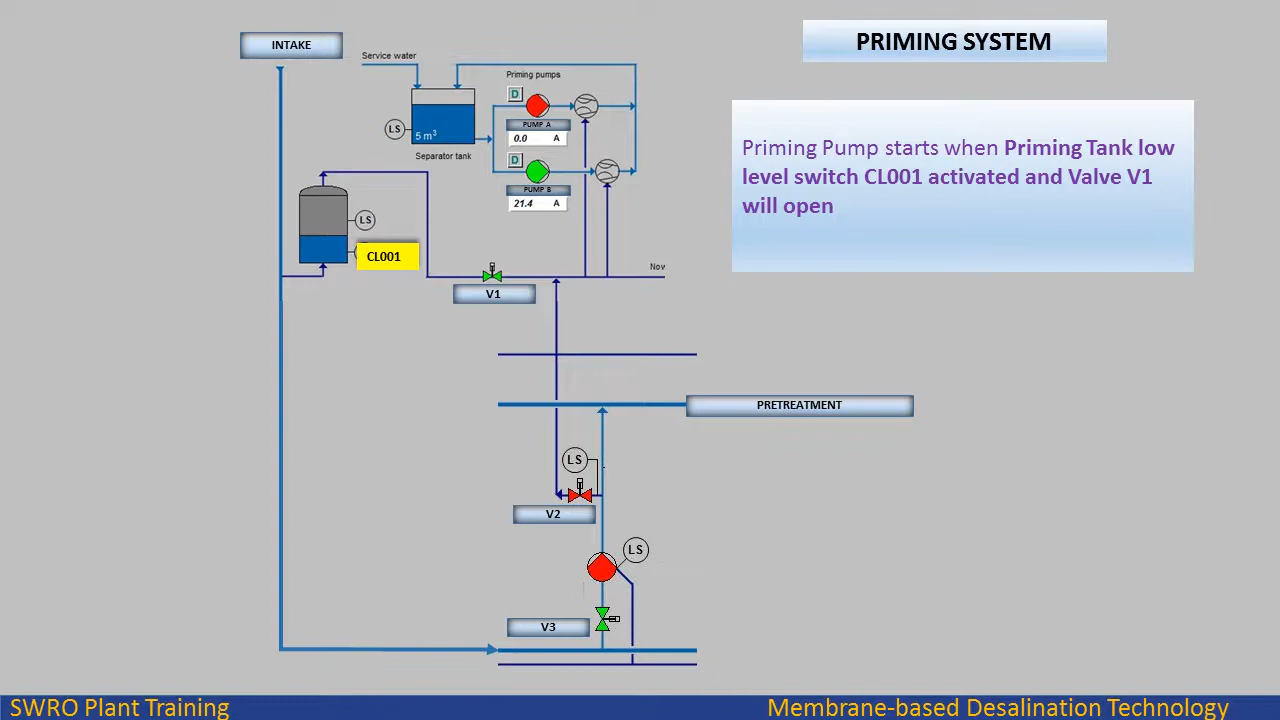 INTAKE
PRIMING SYSTEM
Service water
Priming pumps
D
LS
5 m³
PUMP A
0.0 A
Separator tank
D
PUMP B
21.4 A
Priming Pump starts when Priming Tank low
level switch CL001 activated and Valve V1
will open
LS
CL001
Nov
V1
PRETREATMENT
LS
V2
LS
V3
SWRO Plant Training
Membrane-based Desalination Technology